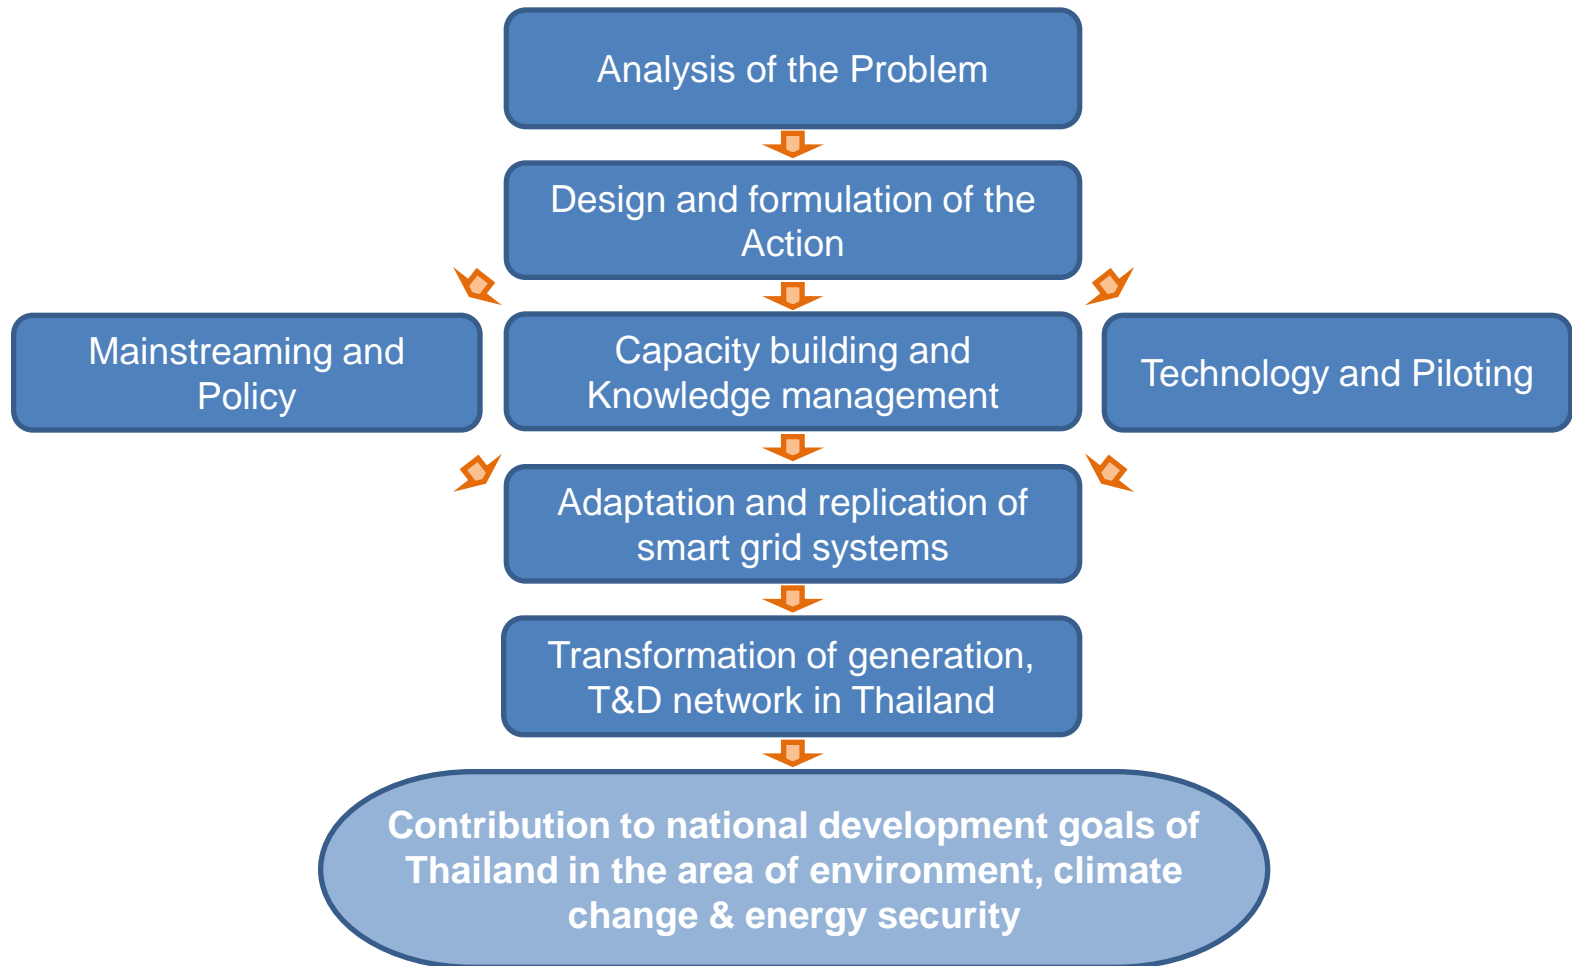 Analysis of the Problem
Design and formulation of the
Action
Mainstreaming and
Policy
Capacity building and
Knowledge management
Technology and Piloting
Adaptation and replication of
smart grid systems
Transformation of generation,
T&D network in Thailand
Contribution to national development goals of
Thailand in the area of environment, climate
change & energy security